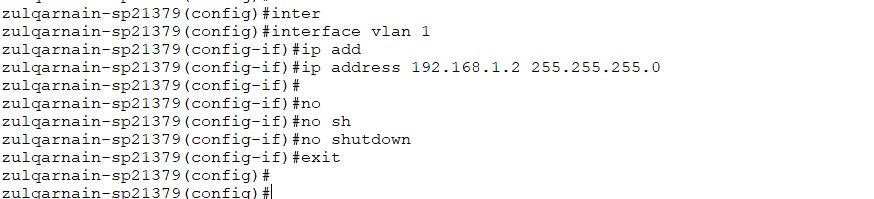 zulqarnain-sp21379(config)#inter
zulqarnain-sp21379(config)#interface vlan 1
zulqarnain-sp21379(config-if)#ip add
zulqarnain-sp21379(config-if)#ip address 192.168.1.2 255.255.255.0
zulqarnain-sp21379(config-if)#
zulqarnain-sp21379(config-if)#no
zulqarnain-sp21379(config-if)#no sh
zulqarnain-sp21379(config-if)#no shutdown
zulqarnain-sp21379(config-if)#exit
zulqarnain-sp21379(config)#
zulqarnain-sp21379(config)#